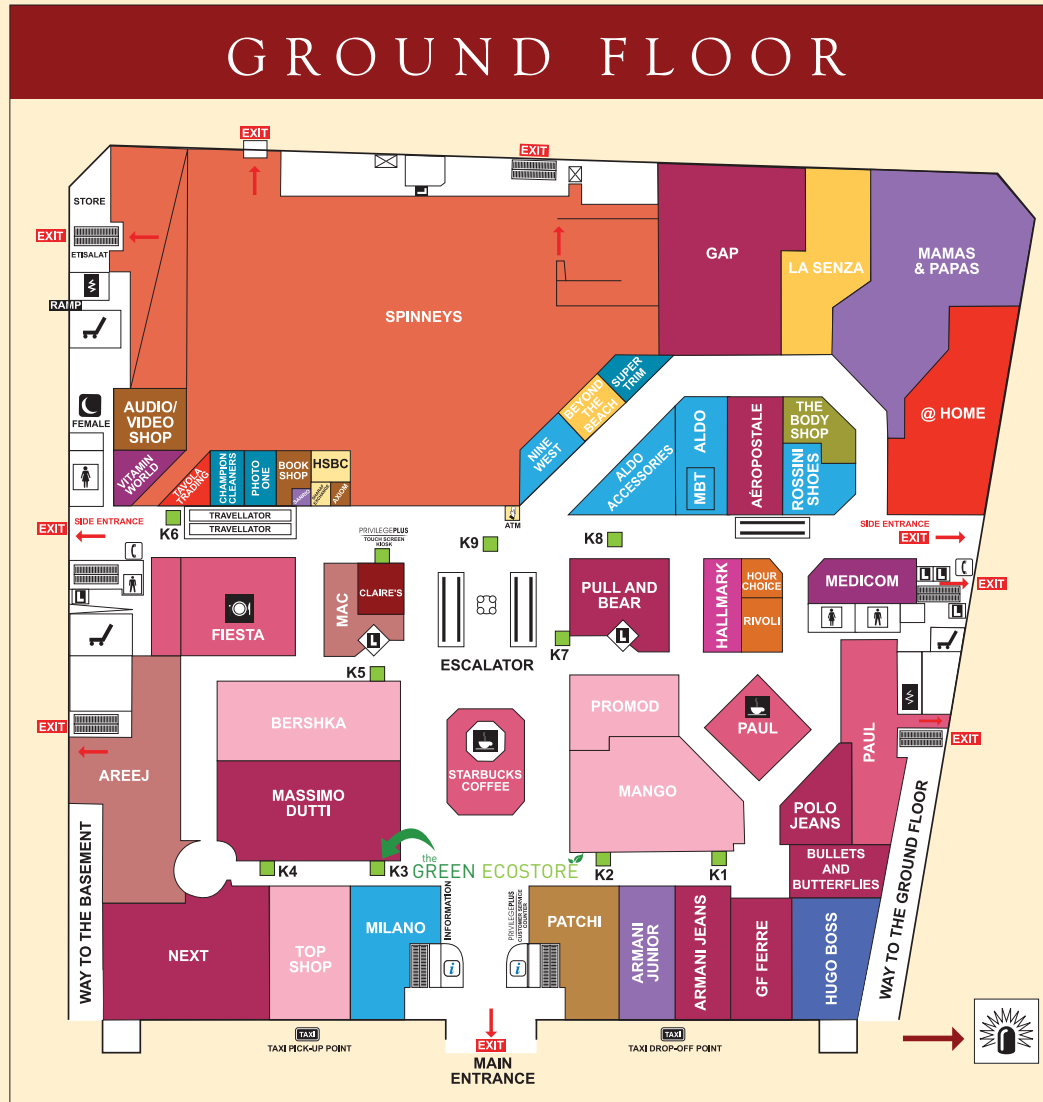 GROUND FLOOR
EXIT
EXIT
STORE
EXIT
ETISALAT
RAMP
GAP
LA SENZA
MAMAS
& PAPAS
SPINNEYS
SUPER
TRIM
BEYOND
THE
BEACH
NINE
WEST
@ HOME
FEMALE
AUDIO/
VIDEO
SHOP
VITAMIN
WORLD
TAVOLA
TRADING
CHAMPION
CLEANERS
PHOTO
ONE
BOOK
SHOP
HSBC
AXIOM
ALDO
ACCESSORIES
ALDO
MBT
AÉROPOSTALE
THE
BODY
SHOP
ROSSINI
SHOES
TRAVELLATOR
TRAVELLATOR
ATM
EXIT
SIDE ENTRANCE
K6
PRIVILEGEPLUS
TOUCH SCREEN
KIOSK
K9
K8
SIDE ENTRANCE
EXIT
FIESTA
MAC
CLAIRE'S
L
ESCALATOR
PULL AND
BEAR
L
K7
HALLMARK
HOUR
CHOICE
RIVOLI
MEDICOM
L
L
L
EXIT
L
K5
BERSHKA
STARBUCKS
COFFEE
PROMOD
PAUL
PAUL
EXIT
EXIT
AREEJ
MASSIMO
DUTTI
MANGO
POLO
JEANS
WAY TO THE BASEMENT
K4
K3
the
GREEN ECOSTORE
K2
K1
BULLETS
AND
BUTTERFLIES
WAY TO THE GROUND FLOOR
NEXT
TOP
SHOP
MILANO
INFORMATION
i
PRIVILEGEPLUS
CUSTOMER SERVICE
COUNTER
i
PATCHI
ARMANI
JUNIOR
ARMANI JEANS
GF FERRE
HUGO BOSS
TAXI
TAXI PICK-UP POINT
EXIT
MAIN
ENTRANCE
TAXI
TAXI DROP-OFF POINT